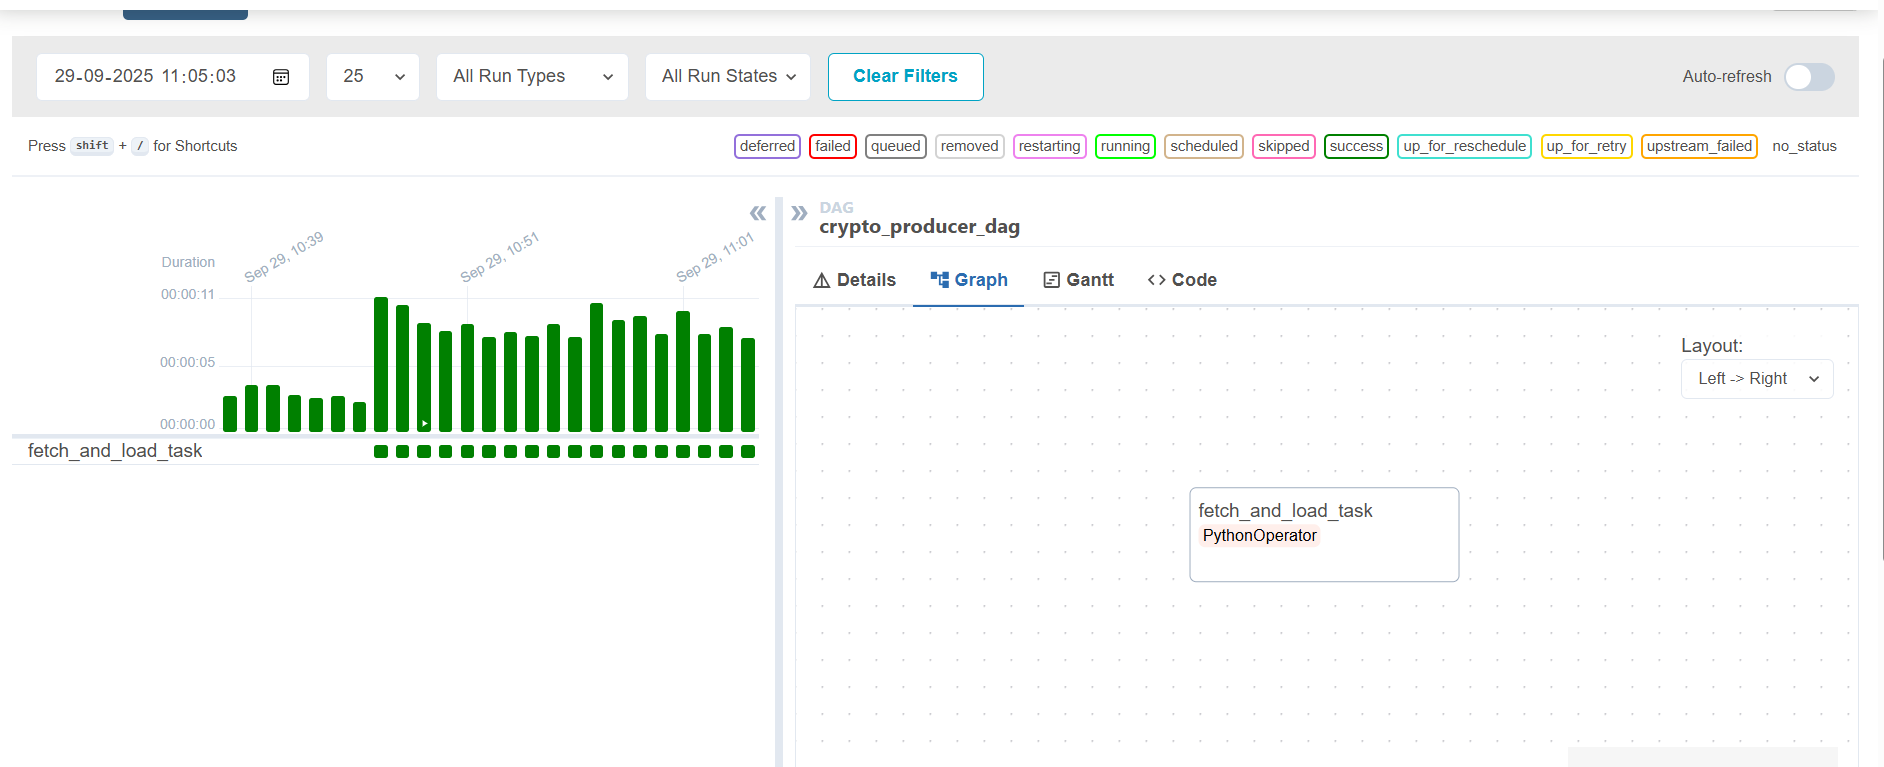 29-09-2025 11:05:03
25
All Run Types
All Run States
Clear Filters
Auto-refresh
Press shift + / for Shortcuts
deferred
failed
queued
removed
restarting
running
scheduled
skipped
success
up_for_reschedule
up_for_retry
upstream_failed
no_status
Duration
Sep 29, 10:39
Sep 29, 10:51
Sep 29, 11:01
00:00:11
00:00:05
00:00:00
fetch_and_load_task
DAG
crypto_producer_dag
Details
Graph
Gantt
Code
Layout:
Left -> Right
fetch_and_load_task
PythonOperator